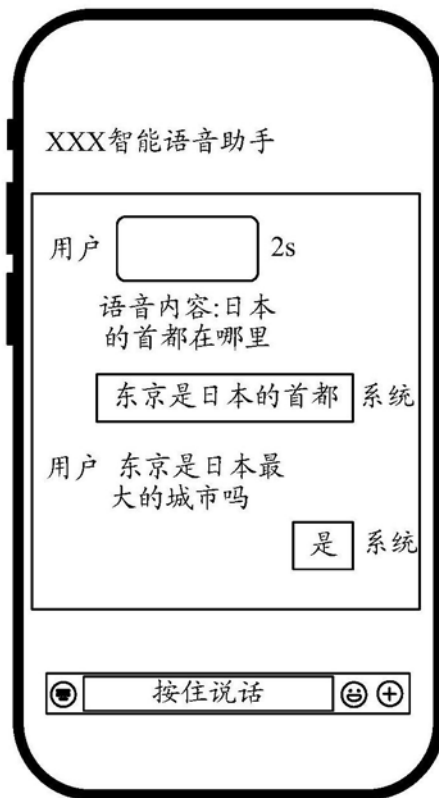 XXX智能语音助手
用户 2s
语音内容:日本
的首都在哪里
东京是日本的首都 系统
用户 东京是日本最
大的城市吗
是 系统
按住说话